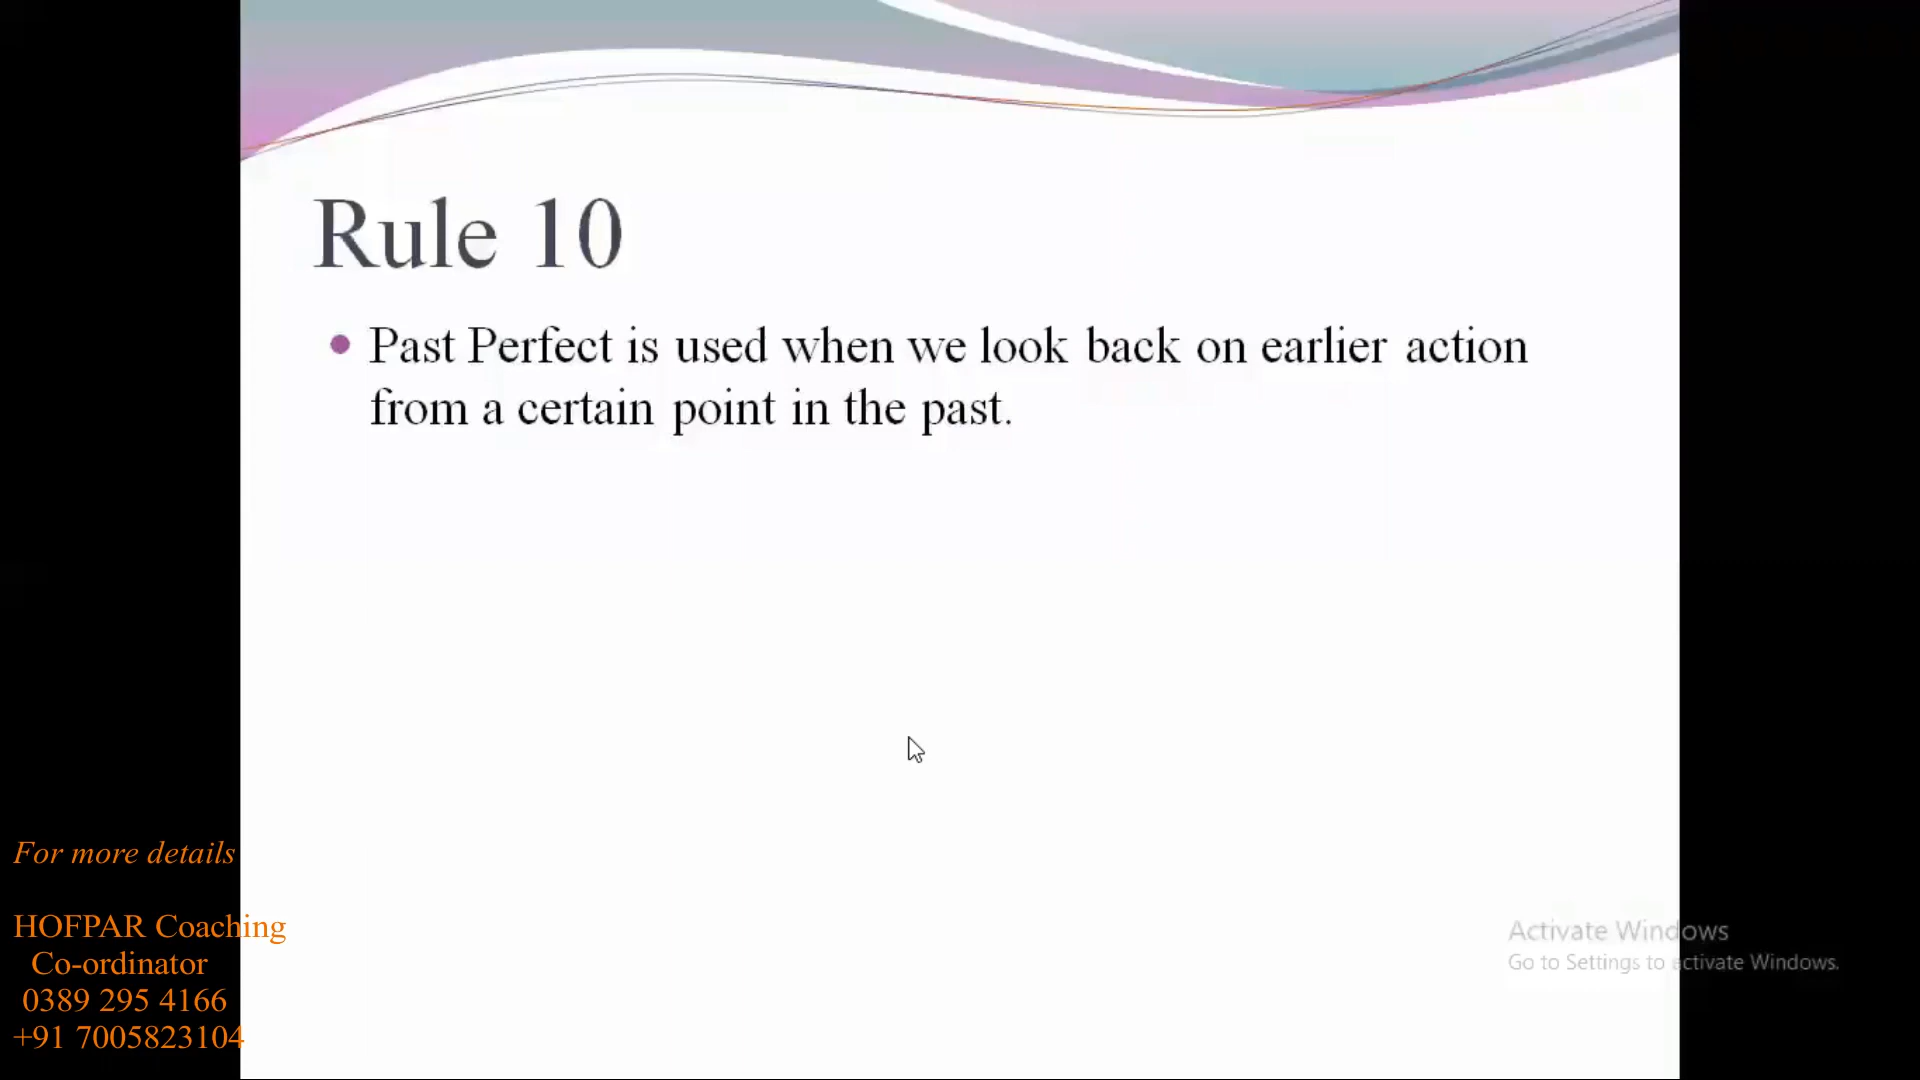 Rule 10
Past Perfect is used when we look back on earlier action
from a certain point in the past.
For more details
HOFPAR Coaching
Co-ordinator
0389 295 4166
+91 7005823104
Activate Windows
Go to Settings to activate Windows.